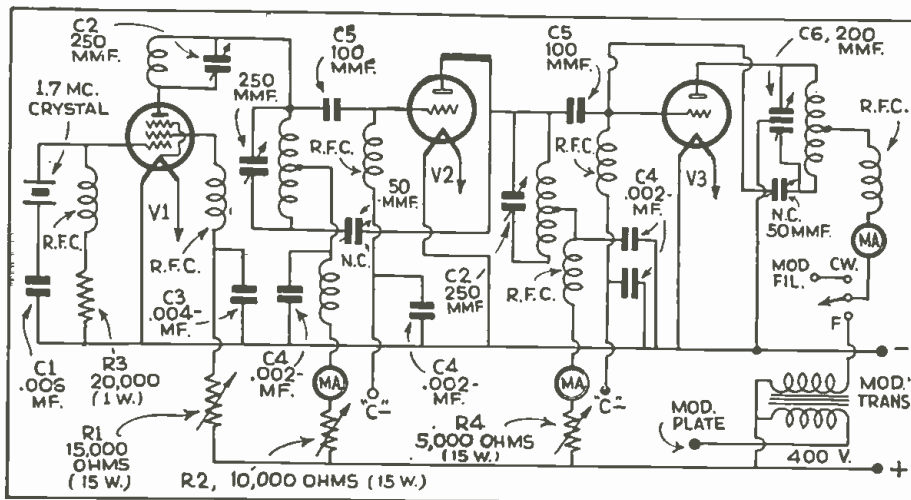 C2
250
MMF.
1.7 MC.
CRYSTAL
V1
R.F.C.
R.F.C.
C1
.006
MF.
R3
20,000
(1 W.)
C3
.004-
MF.
R1
15,000
OHMS
(15 W.)
250
MMF.
C5
100
MMF.
R.F.C.
V2
50
MMF.
N.C.
C4
.002-
MF.
MA
"C-"
C4
.002-
MF.
R2, 10,000 OHMS (15 W.)
C5
100
MMF.
R.F.C.
C2
250
MMF
R.F.C.
C4
.002-
MF.
V3
MA
"C-"
R4
5,000 OHMS
(15 W.)
C6, 200
MMF.
R.F.C.
N.C.
50MMF.
MA
MOD
FIL.
CW.
F
-
MOD.
TRANS
MOD.
PLATE
400 V.
+